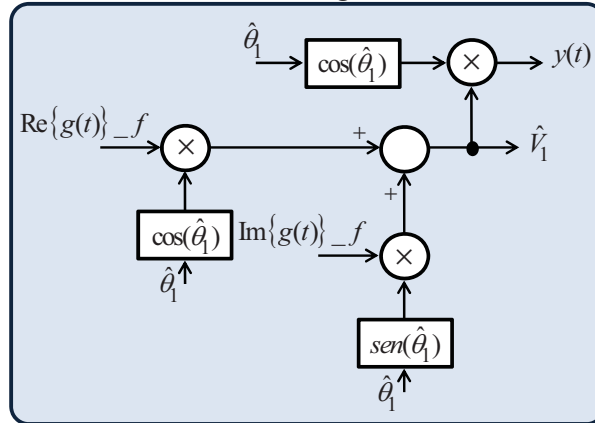 θ̂₁ cos(θ̂₁) × y(t)
Re{g(t)}_f × + V̂₁
+
cos(θ̂₁) Im{g(t)}_f ×
θ̂₁
sen(θ̂₁)
θ̂₁